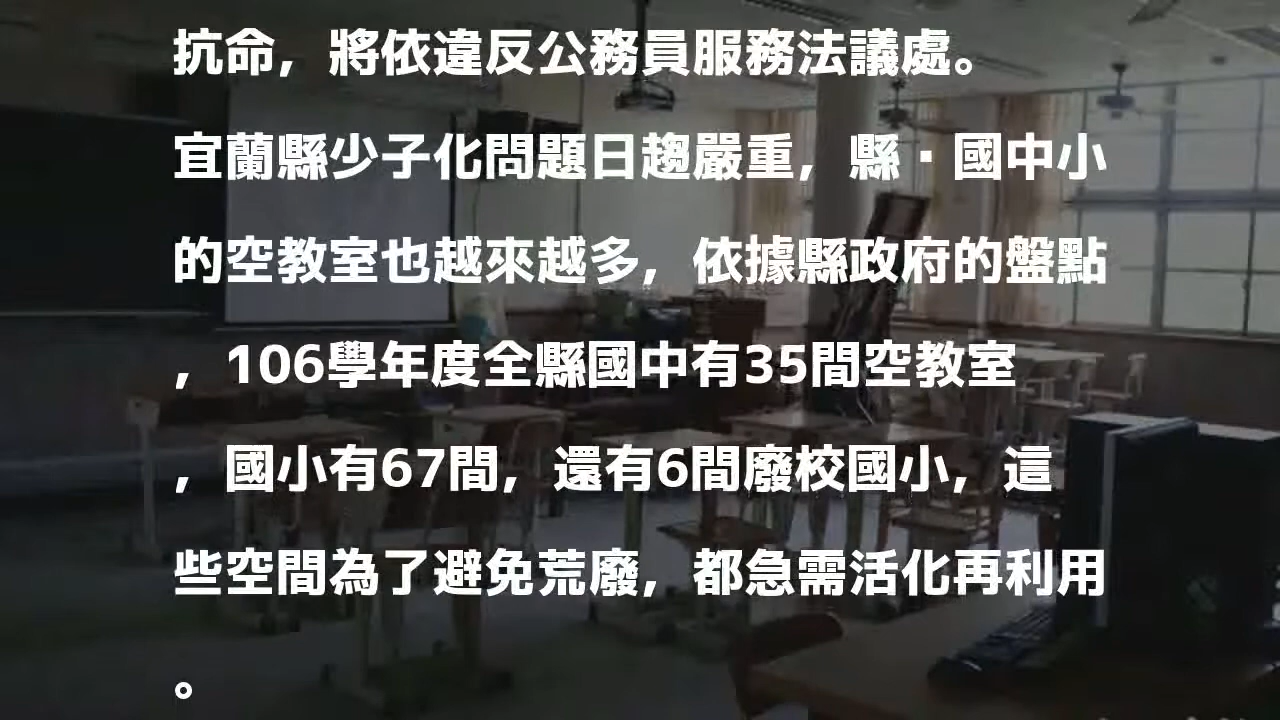 抗命，將依違反公務員服務法議處。
宜蘭縣少子化問題日趨嚴重，縣·國中小
的空教室也越來越多，依據縣政府的盤點
，106學年度全縣國中有35間空教室
，國小有67間，還有6間廢校國小，這
些空間為了避免荒廢，都急需活化再利用
。